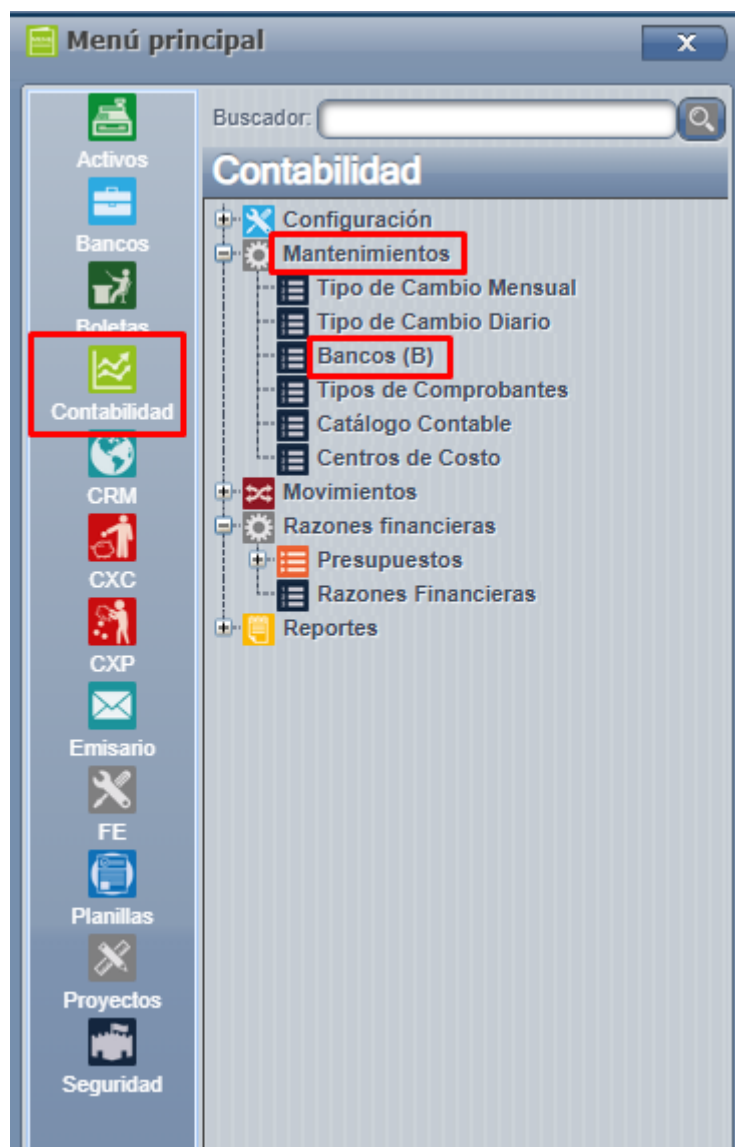 Menú principal
x
Activos
Bancos
Boletas
Contabilidad
CRM
CXC
CXP
Emisario
FE
Planillas
Proyectos
Seguridad
Buscador:
Contabilidad
Configuración
Mantenimientos
Tipo de Cambio Mensual
Tipo de Cambio Diario
Bancos (B)
Tipos de Comprobantes
Catálogo Contable
Centros de Costo
Movimientos
Razones financieras
Presupuestos
Razones Financieras
Reportes